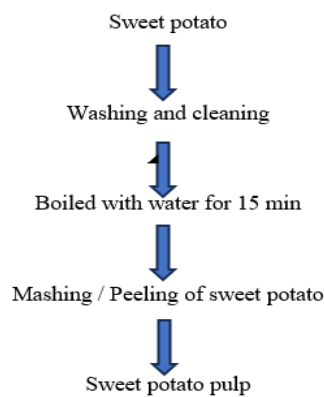 Sweet potato
Washing and cleaning
Boiled with water for 15 min
Mashing / Peeling of sweet potato
Sweet potato pulp